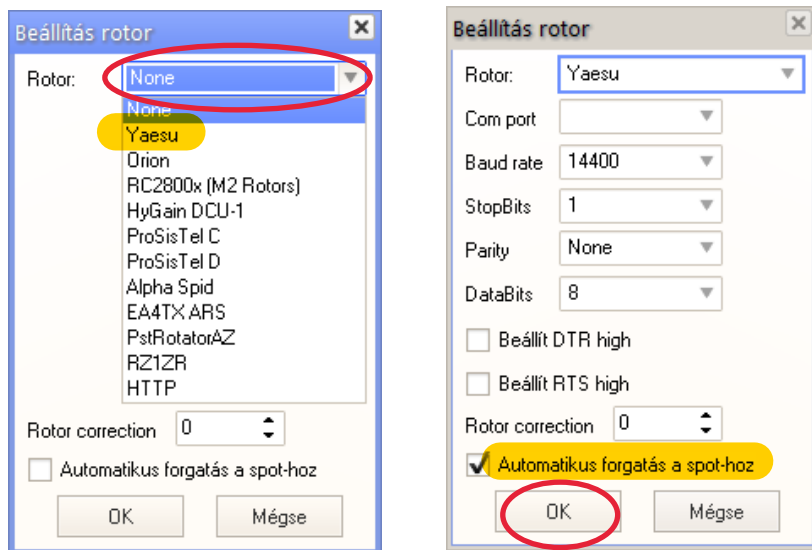 Beállítás rotor
Rotor: None
None
Yaesu
Orion
RC2800x (M2 Rotors)
HyGain DCU-1
ProSisTel C
ProSisTel D
Alpha Spid
EA4TX ARS
PstRotatorAZ
RZ1ZR
HTTP
Rotor correction 0
Automatikus forgatás a spot-hoz
OK Mégse
Beállítás rotor
Rotor: Yaesu
Com port
Baud rate 14400
StopBits 1
Parity None
DataBits 8
Beállít DTR high
Beállít RTS high
Rotor correction 0
Automatikus forgatás a spot-hoz
OK Mégse